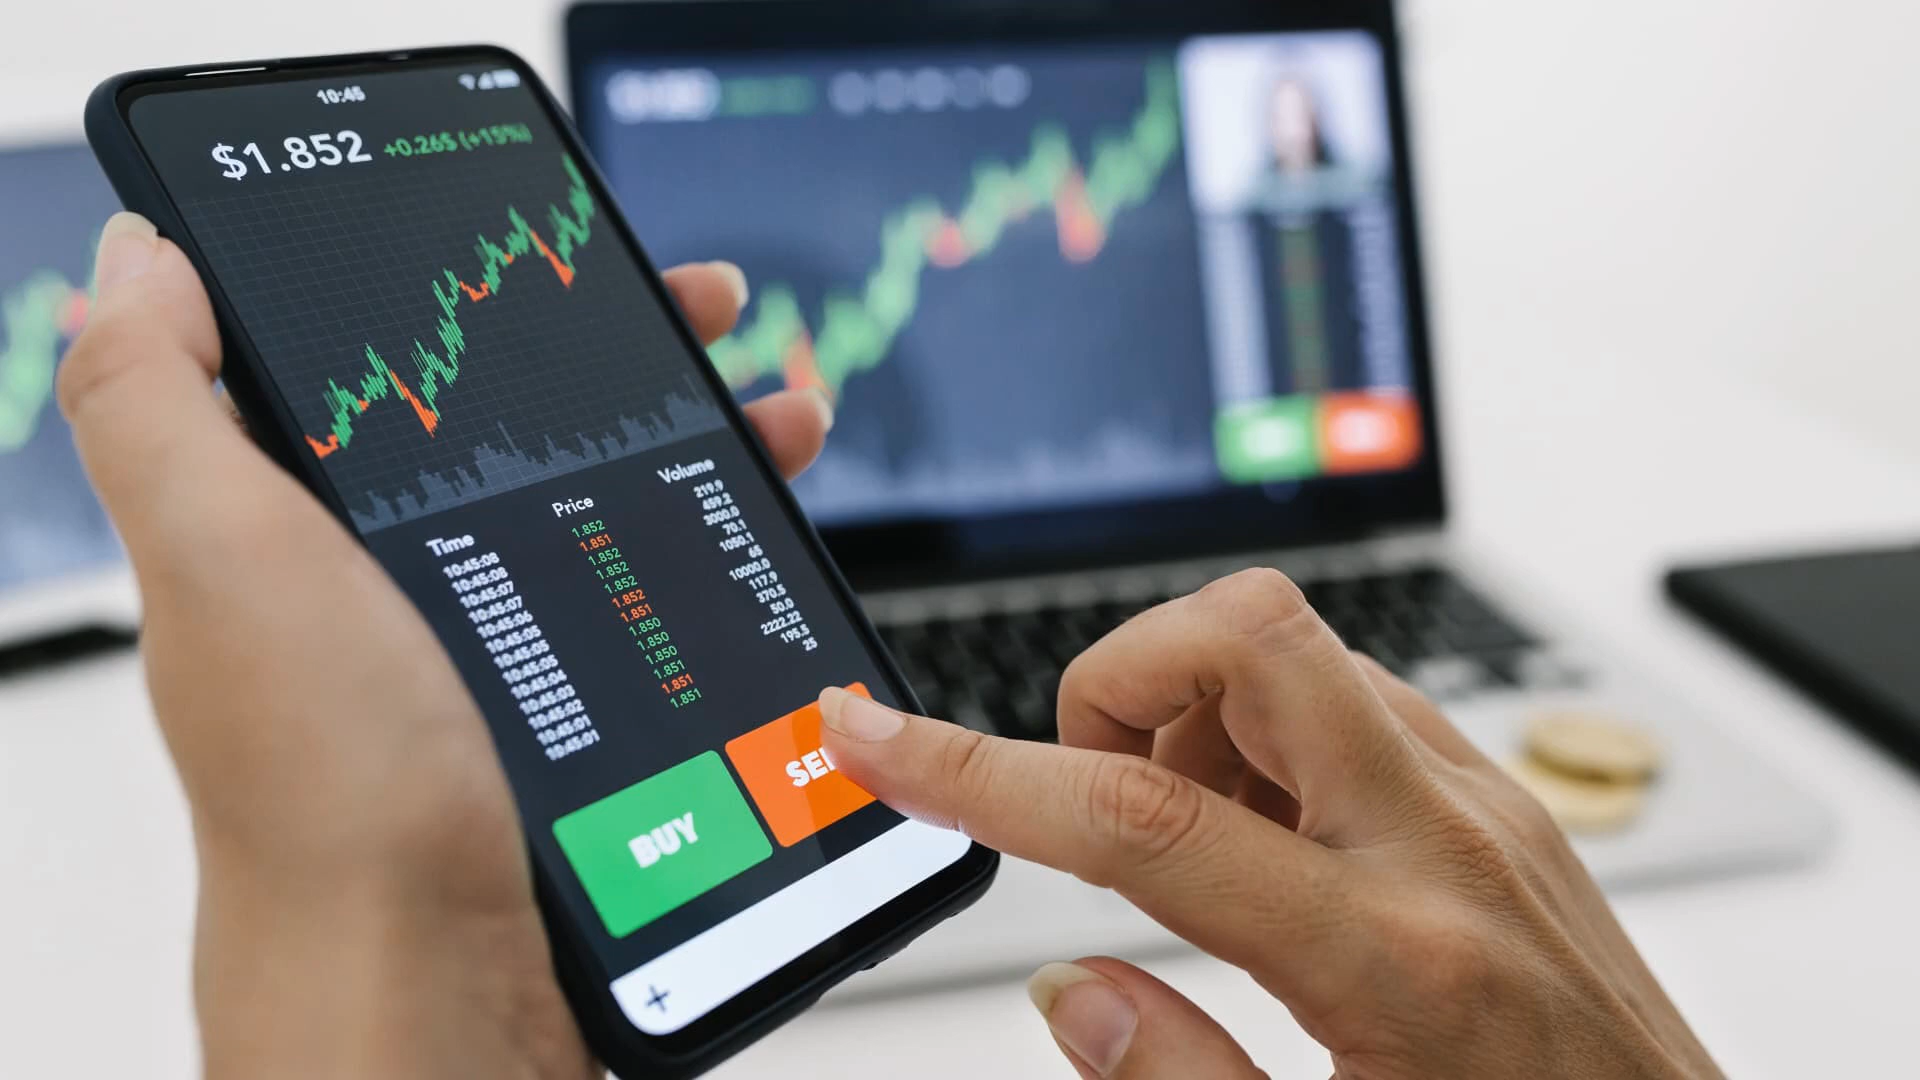 10:45
$1.852 +0.265 (+15%)
Time Price Volume
10:45:08 1.852 219.9
10:45:08 1.851 459.2
10:45:07 1.852 3000.0
10:45:07 1.852 70.1
10:45:06 1.852 1050.1
10:45:05 1.852 65
10:45:05 1.851 10000.0
10:45:05 1.850 117.9
10:45:04 1.850 370.5
10:45:03 1.850 50.0
10:45:02 1.851 2222.22
10:45:01 1.851 195.5
10:45:01 1.851 25
BUY
SEL
+